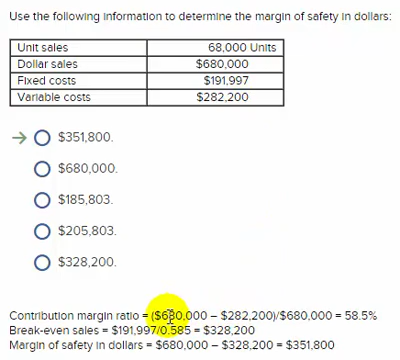 Use the following information to determine the margin of safety in dollars:
Unit sales 68,000 Units
Dollar sales $680,000
Fixed costs $191,997
Variable costs $282,200
$351,800.
$680,000.
$185,803.
$205,803.
$328,200.
Contribution margin ratio = ($680,000 – $282,200)/$680,000 = 58.5%
Break-even sales = $191,997/0.585 = $328,200
Margin of safety in dollars = $680,000 – $328,200 = $351,800